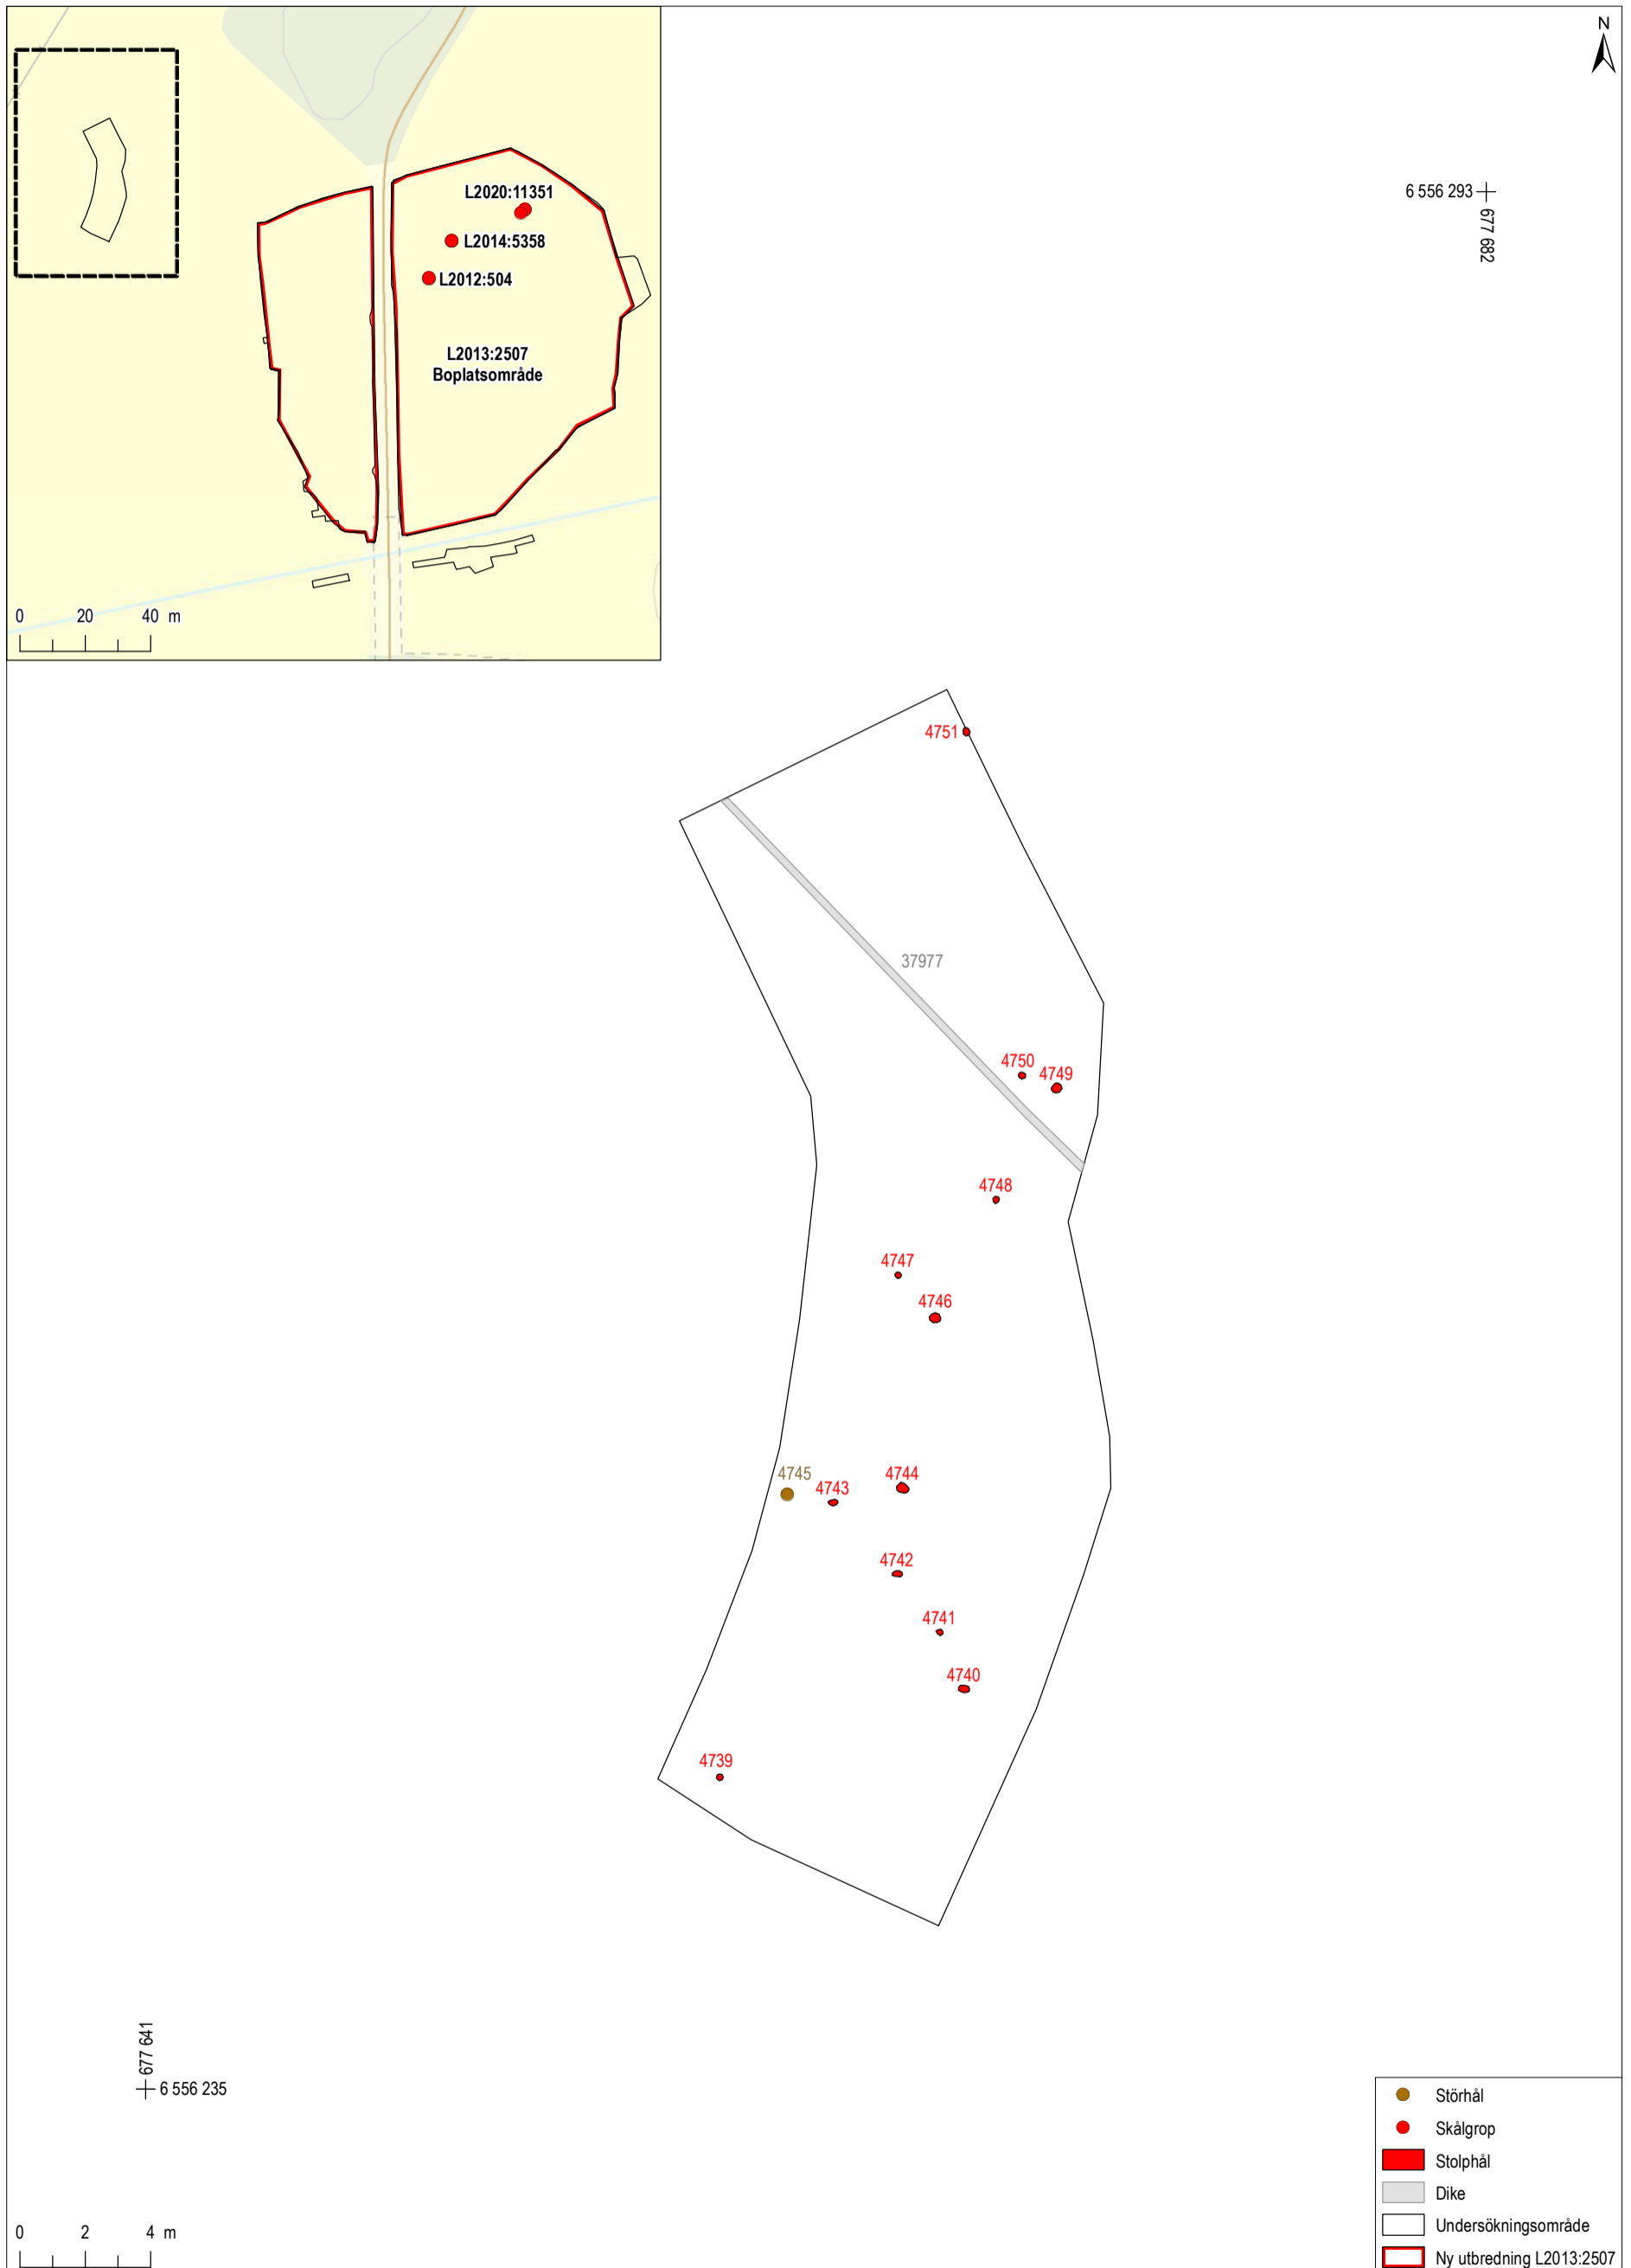 N
L2020:11351
L2014:5358
L2012:504
L2013:2507
Boplatsområde
0 20 40 m
6 556 293
677 682
4751
37977
4750
4749
4748
4747
4746
4745
4743
4744
4742
4741
4740
4739
677 641
6 556 235
Störhål
Skålgrop
Stolphål
Dike
Undersökningsområde
Ny utbredning L2013:2507
0 2 4 m